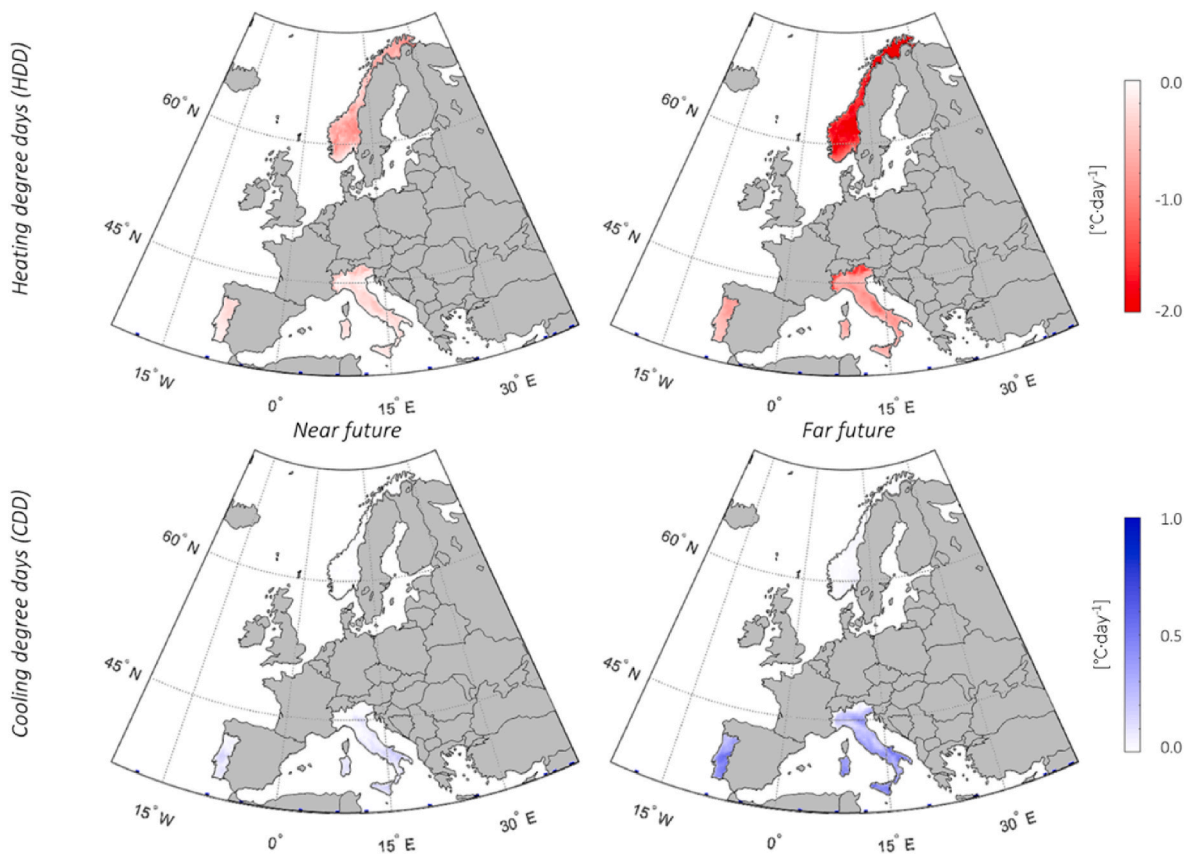 Heating degree days (HDD)
60° N
45° N
15° W
0°
15° E
30° E
60° N
45° N
15° W
0°
15° E
30° E
0.0
-1.0
-2.0
[°C·day⁻¹]
Near future
Far future
Cooling degree days (CDD)
60° N
45° N
15° W
0°
15° E
30° E
60° N
45° N
15° W
0°
15° E
30° E
1.0
0.5
0.0
[°C·day⁻¹]